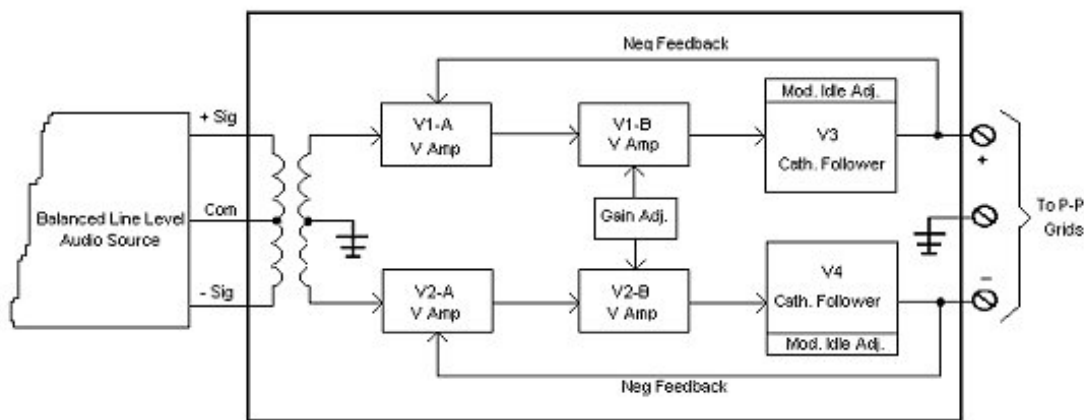 Neg Feedback
Mod. Idle Adj.
+ Sig
V1-A
V Amp
V1-B
V Amp
V3
Cath. Follower
+
Balanced Line Level
Audio Source
Com
Gain Adj.
To P-P
Grids
- Sig
V2-A
V Amp
V2-B
V Amp
V4
Cath. Follower
–
Mod. Idle Adj.
Neg Feedback